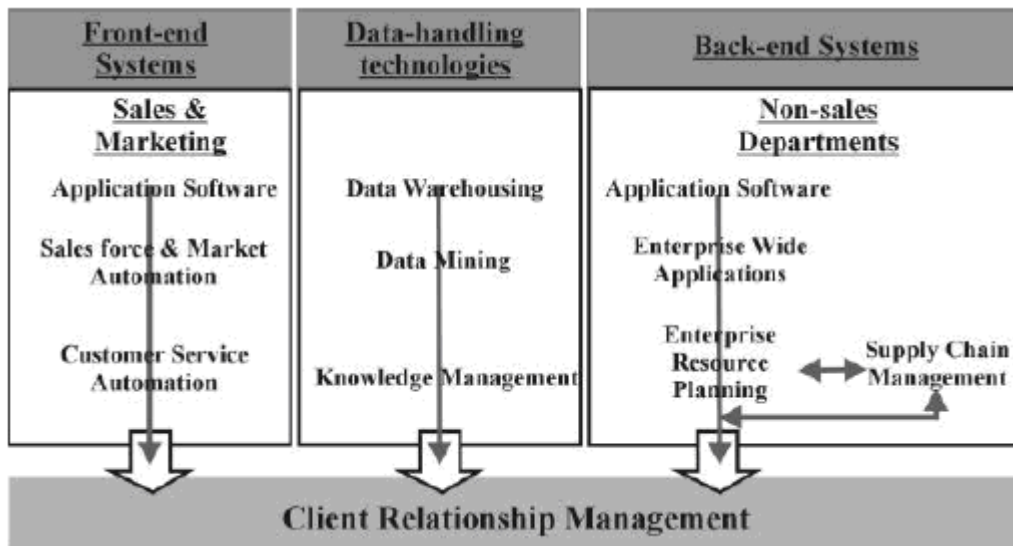 Front-end
Systems
Data-handling
technologies
Back-end Systems
Sales &
Marketing
Application Software
Sales force & Market
Automation
Customer Service
Automation
Data Warehousing
Data Mining
Knowledge Management
Non-sales
Departments
Application Software
Enterprise Wide
Applications
Enterprise
Resource
Planning
Supply Chain
Management
Client Relationship Management